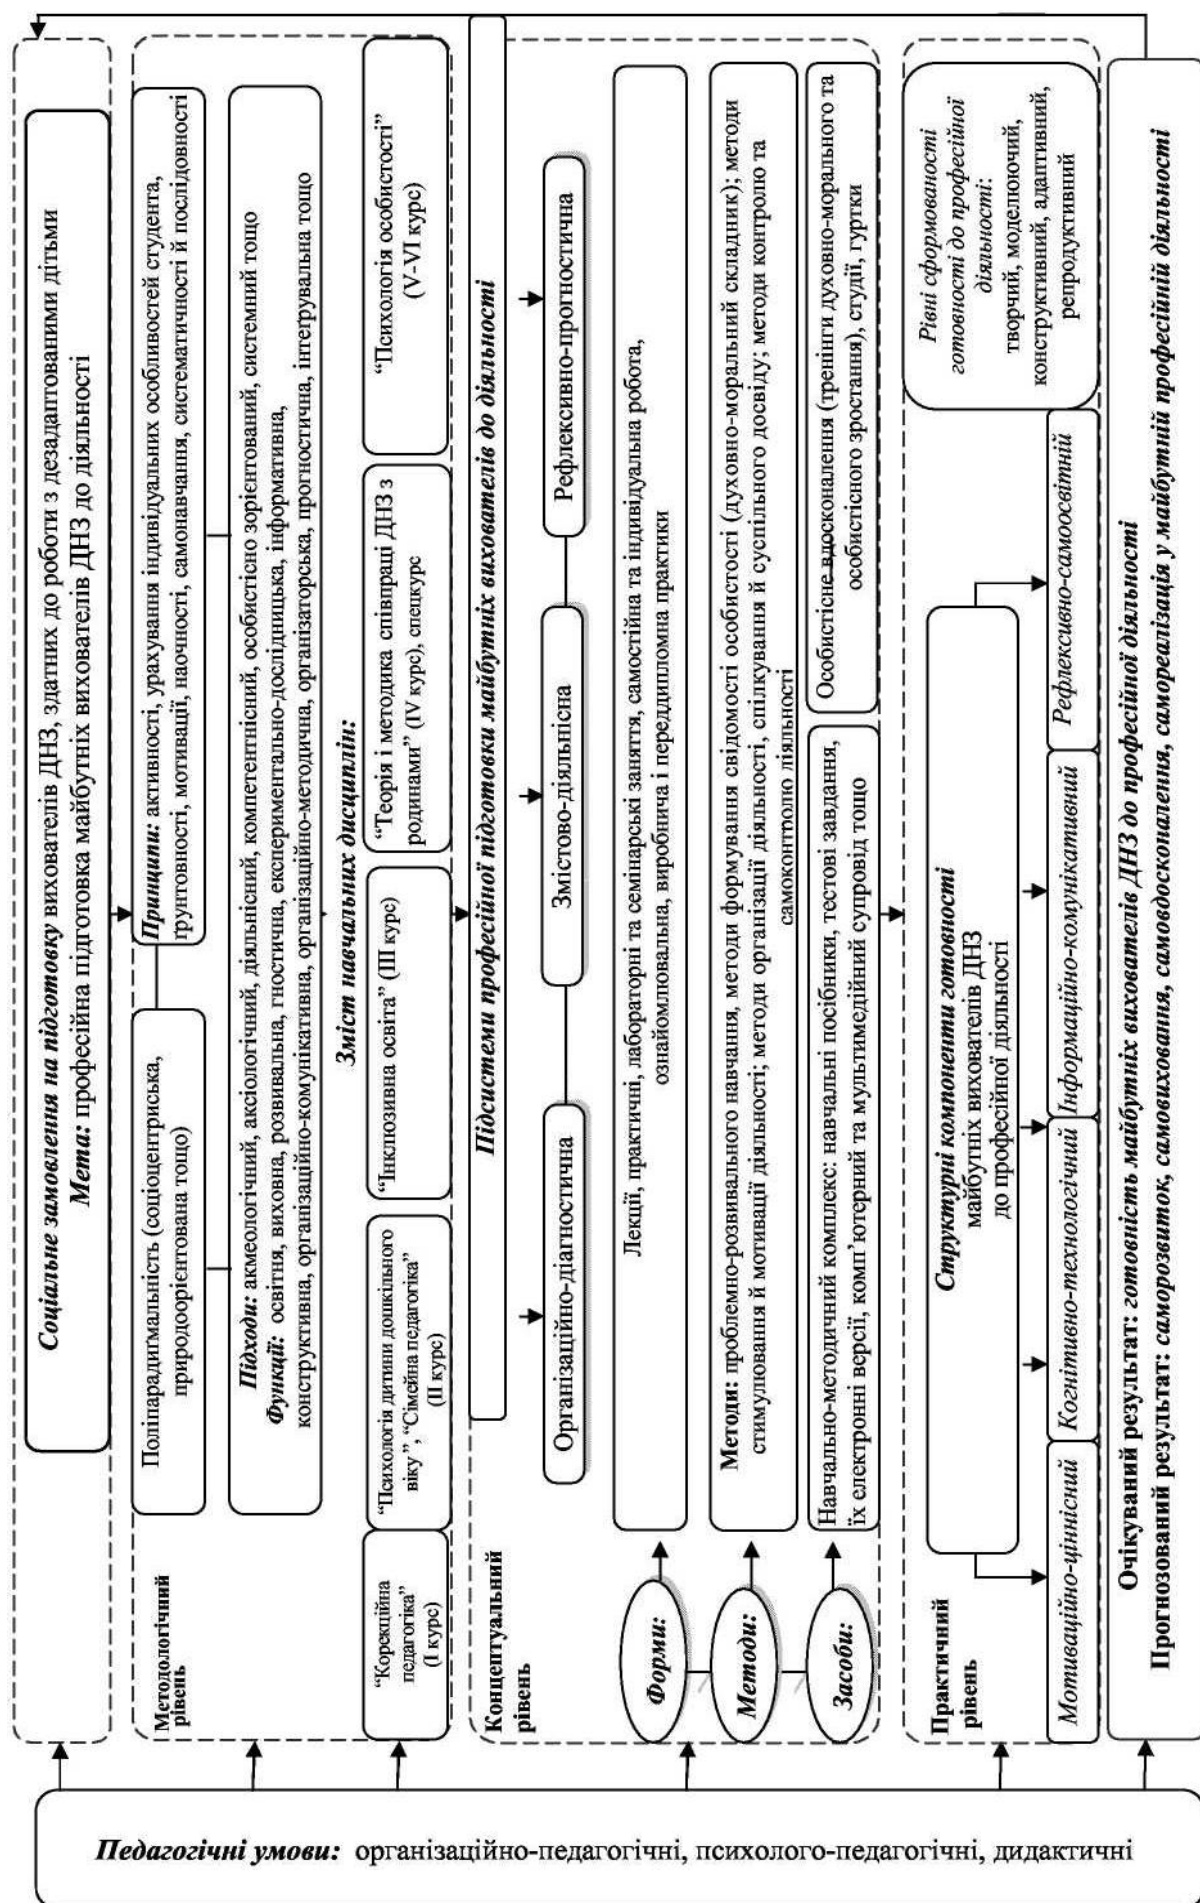 Соціальне замовлення на підготовку вихователів ДНЗ, здатних до роботи з дезадаптованими дітьми
Мета: професійна підготовка майбутніх вихователів ДНЗ до діяльності
Методологічний
рівень
Поліпарадигмальність (соціоцентриська,
природоорієнтована тощо)
Принципи: активності, урахування індивідуальних особливостей студента,
ґрунтовності, мотивації, наочності, самонавчання, систематичності й послідовності
Підходи: акмеологічний, аксіологічний, діяльнісний, компетентнісний, особистісно зорієнтований, системний тощо
Функції: освітня, виховна, розвивальна, гностична, експериментально-дослідницька, інформативна,
конструктивна, організаційно-комунікативна, організаційно-методична, організаторська, прогностична, інтегрувальна тощо
Зміст навчальних дисциплін:
“Корекційна
педагогіка”
(I курс)
“Психологія дитини дошкільного
віку”, “Сімейна педагогіка”
(II курс)
“Інклюзивна освіта” (III курс)
“Теорія і методика співпраці ДНЗ з
родинами” (IV курс), спецкурс
“Психологія особистості”
(V-VI курс)
Концептуальний
рівень
Підсистеми професійної підготовки майбутніх вихователів до діяльності
Організаційно-діагностична
Змістово-діяльнісна
Рефлексивно-прогностична
Форми:
Лекції, практичні, лабораторні та семінарські заняття, самостійна та індивідуальна робота,
ознайомлювальна, виробнича і переддипломна практики
Методи:
Методи: проблемно-розвивального навчання, методи формування свідомості особистості (духовно-моральний складник); методи
стимулювання й мотивації діяльності; методи організації діяльності, спілкування й суспільного досвіду; методи контролю та
самоконтролю діяльності
Засоби:
Навчально-методичний комплекс: навчальні посібники, тестові завдання,
їх електронні версії, комп’ютерний та мультимедійний супровід тощо
Особистісне вдосконалення (тренінги духовно-морального та
особистісного зростання), студії, гуртки
Практичний
рівень
Структурні компоненти готовності
майбутніх вихователів ДНЗ
до професійної діяльності
Рівні сформованості
готовності до професійної
діяльності:
творчий, моделюючий,
конструктивний, адаптивний,
репродуктивний
Мотиваційно-ціннісний
Когнітивно-технологічний
Інформаційно-комунікативний
Рефлексивно-самоосвітній
Очікуваний результат: готовність майбутніх вихователів ДНЗ до професійної діяльності
Прогнозований результат: саморозвиток, самовиховання, самовдосконалення, самореалізація у майбутній професійній діяльності
Педагогічні умови: організаційно-педагогічні, психолого-педагогічні, дидактичні